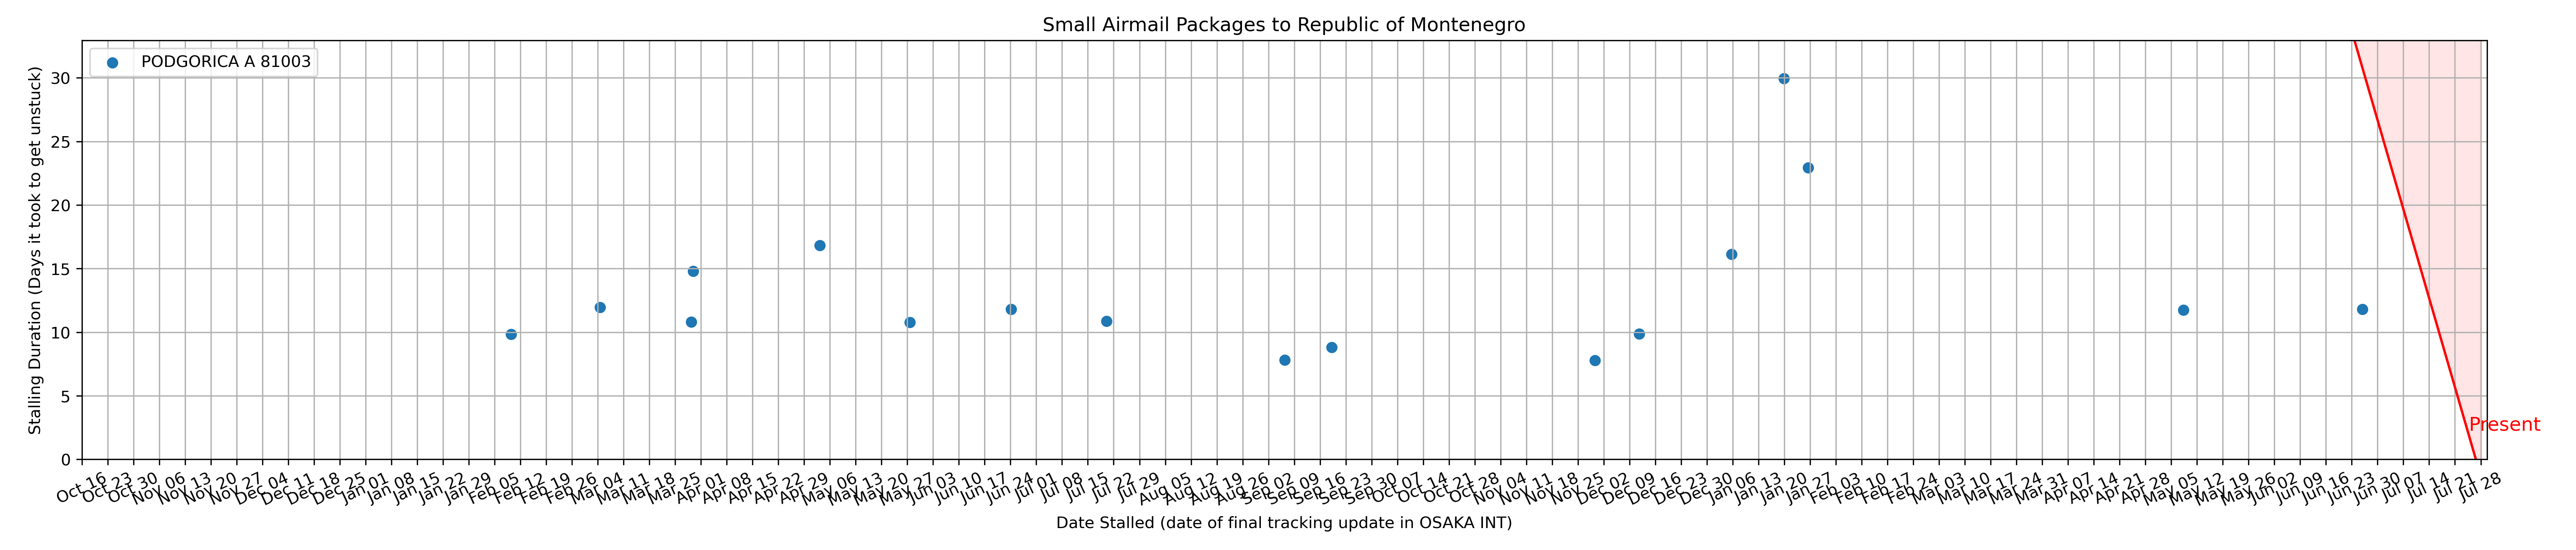 Small Airmail Packages to Republic of Montenegro
PODGORICA A 81003
Stalling Duration (Days it took to get unstuck)
30
25
20
15
10
5
0
Present
Oct 16 Oct 23 Oct 30 Nov 06 Nov 13 Nov 20 Nov 27 Dec 04 Dec 11 Dec 18 Dec 25 Jan 01 Jan 08 Jan 15 Jan 22 Jan 29 Feb 05 Feb 12 Feb 19 Feb 26 Mar 04 Mar 11 Mar 18 Mar 25 Apr 01 Apr 08 Apr 15 Apr 22 Apr 29 May 06 May 13 May 20 May 27 Jun 03 Jun 10 Jun 17 Jun 24 Jul 01 Jul 08 Jul 15 Jul 22 Jul 29 Aug 05 Aug 12 Aug 19 Aug 26 Sep 02 Sep 09 Sep 16 Sep 23 Sep 30 Oct 07 Oct 14 Oct 21 Oct 28 Nov 04 Nov 11 Nov 18 Nov 25 Dec 02 Dec 09 Dec 16 Dec 23 Dec 30 Jan 06 Jan 13 Jan 20 Jan 27 Feb 03 Feb 10 Feb 17 Feb 24 Mar 03 Mar 10 Mar 17 Mar 24 Mar 31 Apr 07 Apr 14 Apr 21 Apr 28 May 05 May 12 May 19 May 26 Jun 02 Jun 09 Jun 16 Jun 23 Jun 30 Jul 07 Jul 14 Jul 21 Jul 28
Date Stalled (date of final tracking update in OSAKA INT)